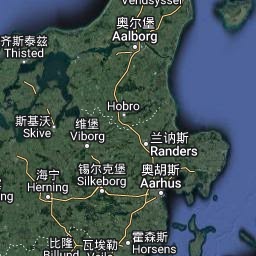 Vendsyssel
奥尔堡
Aalborg
齐斯泰兹
Thisted
Hobro
斯基沃
Skive
维堡
Viborg
兰讷斯
Randers
海宁
Herning
锡尔克堡
Silkeborg
奥胡斯
Aarhus
比隆
Billund
瓦埃勒
Vejle
霍森斯
Horsens